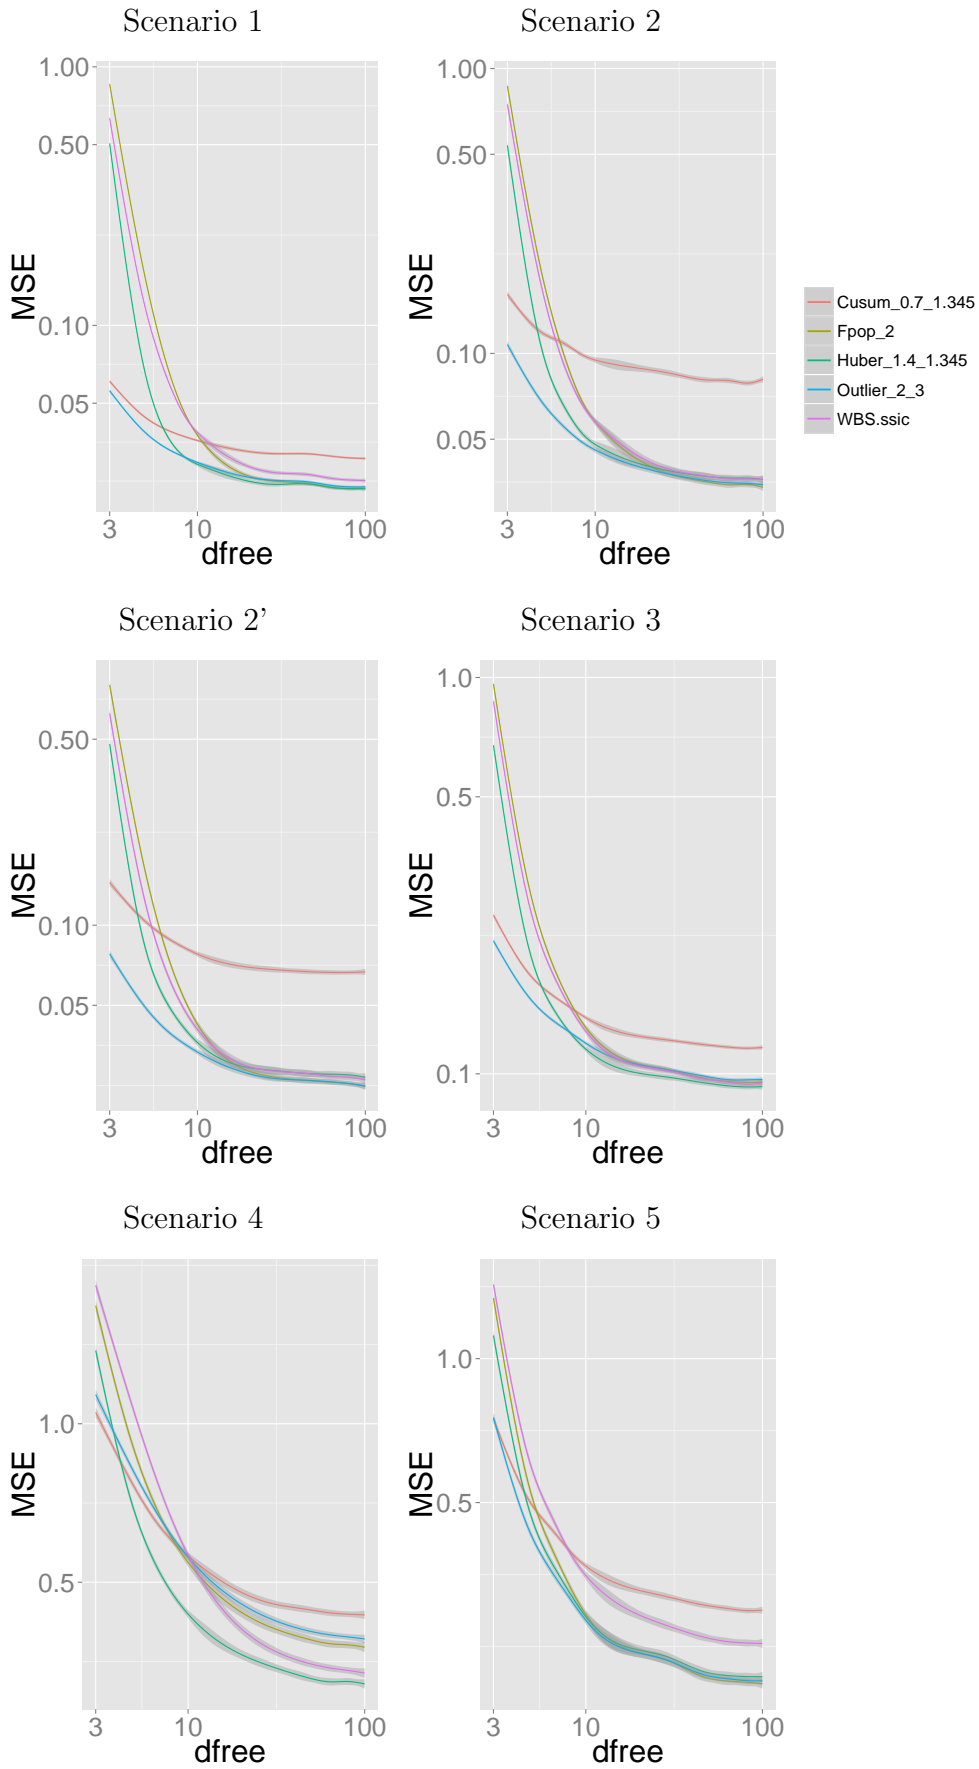 Scenario 1
1.00
0.50
0.10
0.05
MSE
3
10
100
dfree
Scenario 2
1.00
0.50
0.10
0.05
MSE
3
10
100
dfree
Cusum_0.7_1.345
Fpop_2
Huber_1.4_1.345
Outlier_2_3
WBS.ssic
Scenario 2'
0.50
0.10
0.05
MSE
3
10
100
dfree
Scenario 3
1.0
0.5
0.1
MSE
3
10
100
dfree
Scenario 4
1.0
0.5
MSE
3
10
100
dfree
Scenario 5
1.0
0.5
MSE
3
10
100
dfree